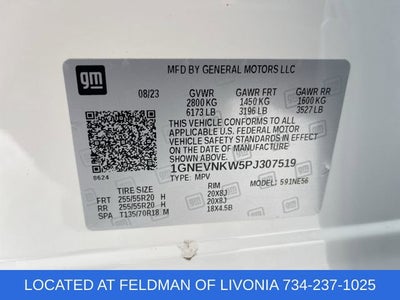 gm
MFD BY GENERAL MOTORS LLC
08/23 GVWR GAWR FRT GAWR RR
2800 KG 1450 KG 1600 KG
6173 LB 3196 LB 3527 LB
THIS VEHICLE CONFORMS TO ALL APPLICABLE
U.S. FEDERAL MOTOR VEHICLE SAFETY STANDARDS IN EFFECT
ON THE DATE OF MANUFACTURE SHOWN ABOVE.
1GNEVNKW5PJ307519
TYPE: MPV MODEL: 591NE56
0624
TIRE SIZE RIM
FRT 255/55R20 H 20X8J
RR 255/55R20 H 20X8J
SPA T135/70R18 M 18X4.5B
LOCATED AT FELDMAN OF LIVONIA 734-237-1025